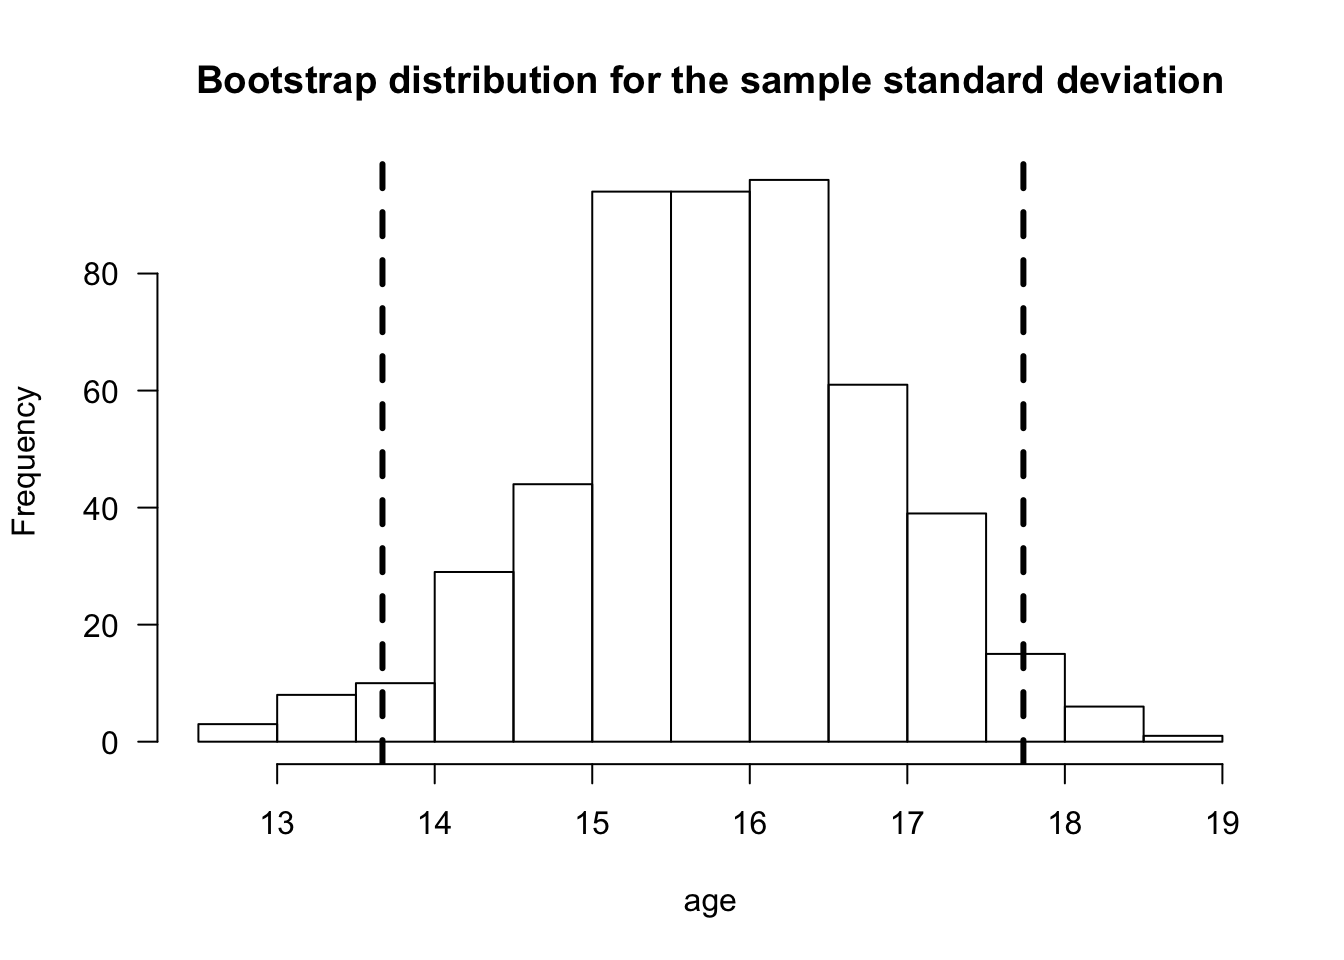 Bootstrap distribution for the sample standard deviation
Frequency
80
60
40
20
0
13 14 15 16 17 18 19
age